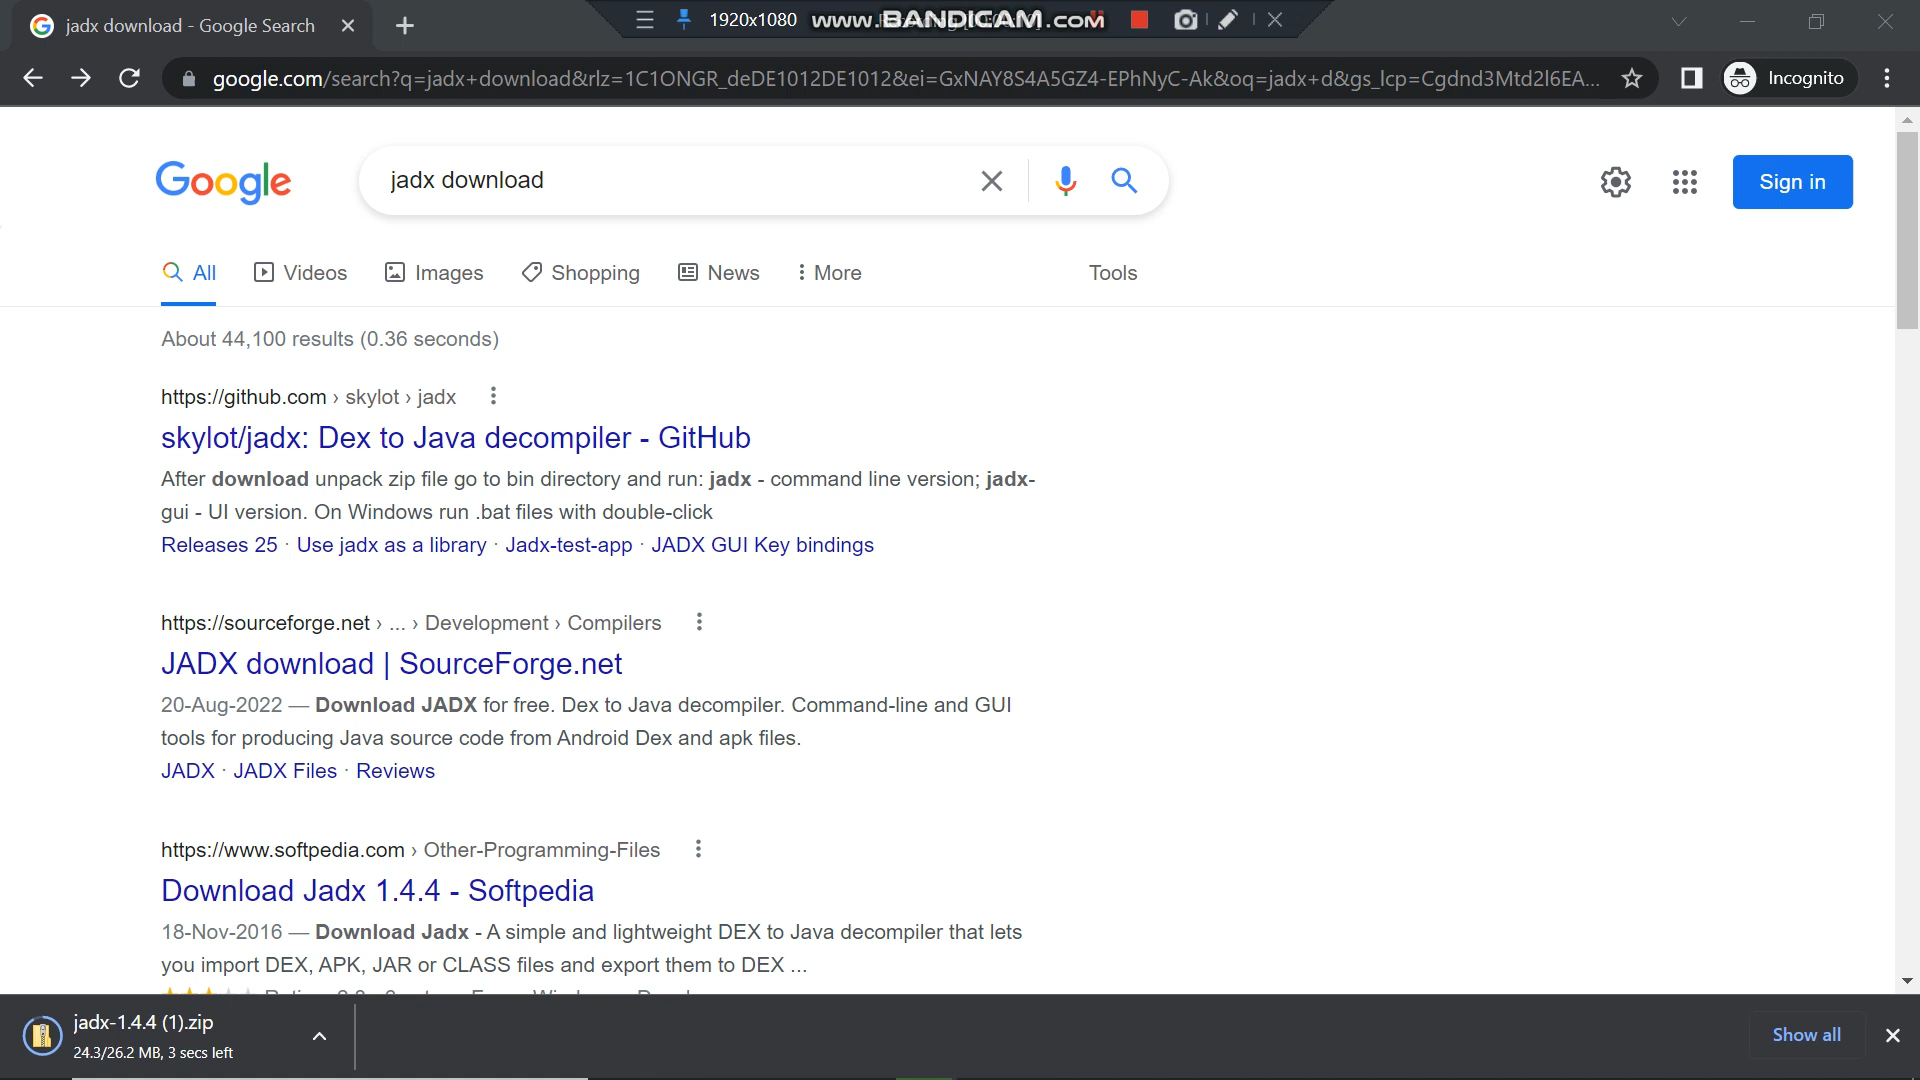 jadx download - Google Search
1920x1080
www.BANDICAM.com
google.com/search?q=jadx+download&rlz=1C1ONGR_deDE1012DE1012&ei=GxNAY8S4A5GZ4-EPhNyC-Ak&oq=jadx+d&gs_lcp=Cgdnd3Mtd2l6EA...
Incognito
Google
jadx download
Sign in
All
Videos
Images
Shopping
News
More
Tools
About 44,100 results (0.36 seconds)
https://github.com › skylot › jadx
skylot/jadx: Dex to Java decompiler - GitHub
After download unpack zip file go to bin directory and run: jadx - command line version; jadx-
gui - UI version. On Windows run .bat files with double-click
Releases 25 · Use jadx as a library · Jadx-test-app · JADX GUI Key bindings
https://sourceforge.net › ... › Development › Compilers
JADX download | SourceForge.net
20-Aug-2022 — Download JADX for free. Dex to Java decompiler. Command-line and GUI
tools for producing Java source code from Android Dex and apk files.
JADX · JADX Files · Reviews
https://www.softpedia.com › Other-Programming-Files
Download Jadx 1.4.4 - Softpedia
18-Nov-2016 — Download Jadx - A simple and lightweight DEX to Java decompiler that lets
you import DEX, APK, JAR or CLASS files and export them to DEX ...
jadx-1.4.4 (1).zip
24.3/26.2 MB, 3 secs left
Show all